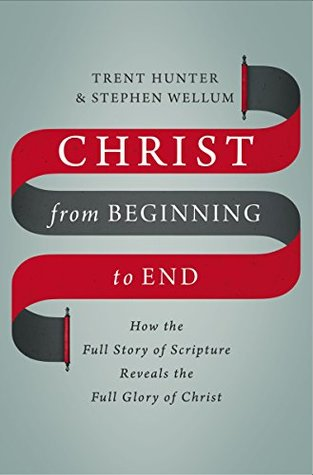 TRENT HUNTER
& STEPHEN WELLUM
CHRIST
from BEGINNING
to END
How the
Full Story of Scripture
Reveals the
Full Glory of Christ